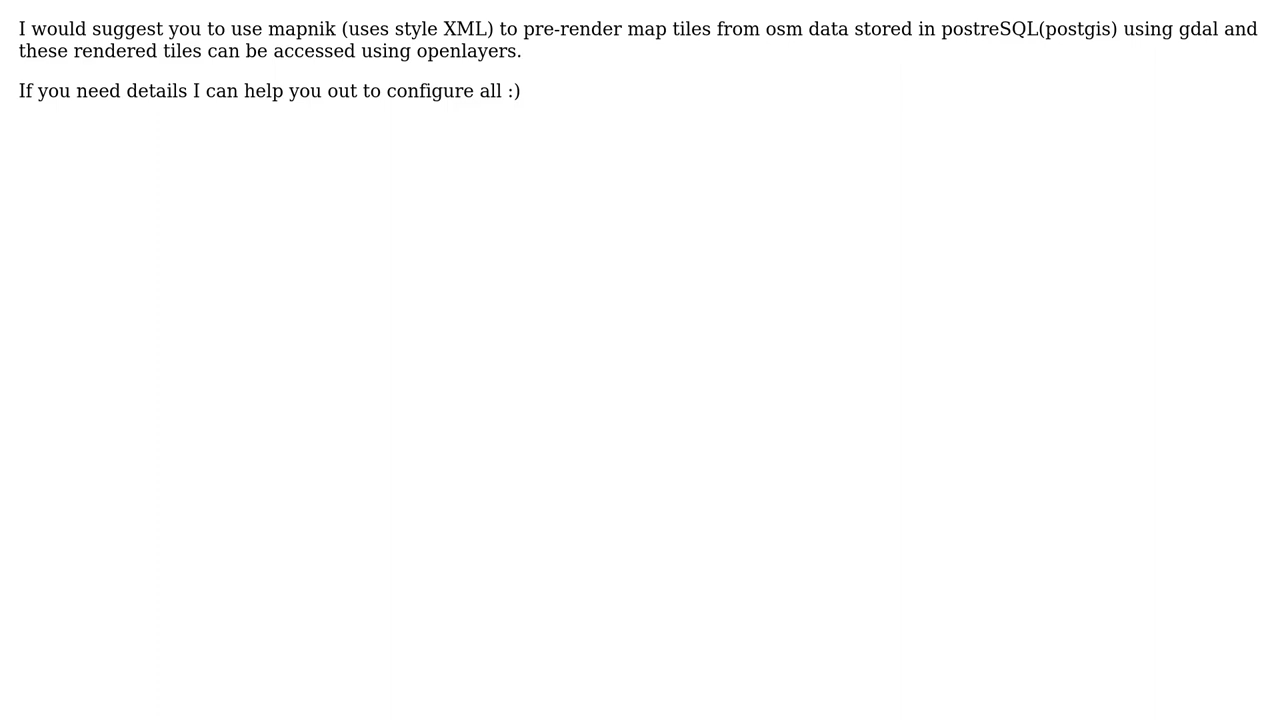 I would suggest you to use mapnik (uses style XML) to pre-render map tiles from osm data stored in postreSQL(postgis) using gdal and
these rendered tiles can be accessed using openlayers.
If you need details I can help you out to configure all :)